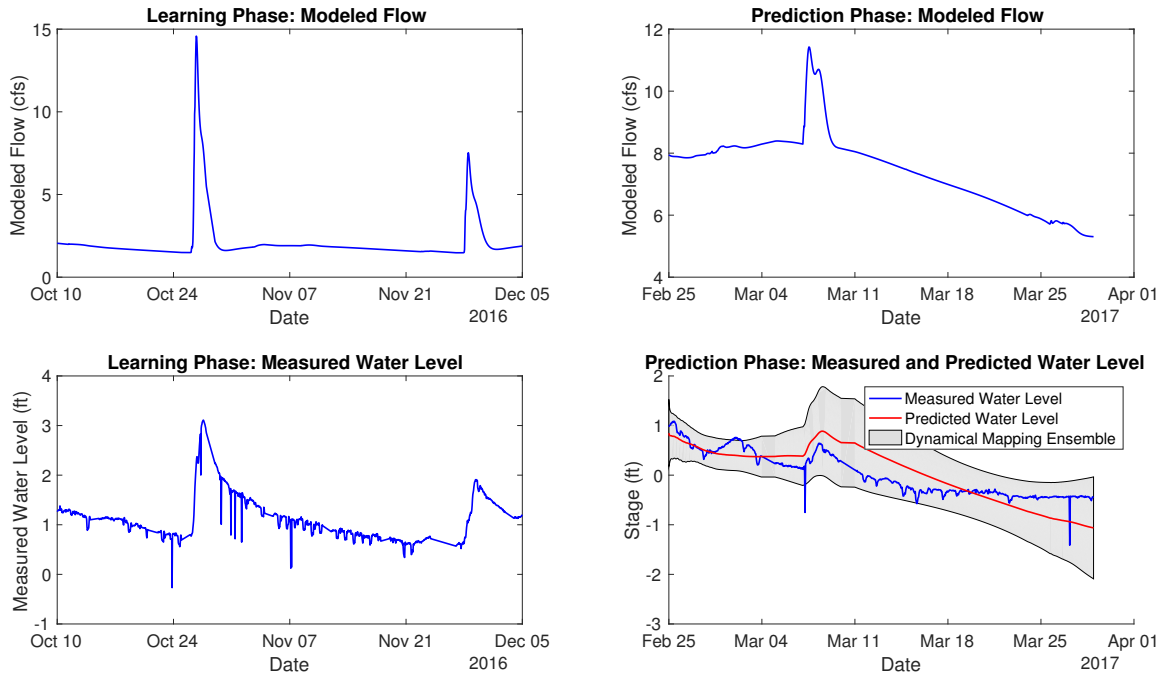 Learning Phase: Modeled Flow
Modeled Flow (cfs)
15
10
5
0
Oct 10 Oct 24 Nov 07 Nov 21 Dec 05
Date
2016
Prediction Phase: Modeled Flow
Modeled Flow (cfs)
12
10
8
6
4
Feb 25 Mar 04 Mar 11 Mar 18 Mar 25 Apr 01
Date
2017
Learning Phase: Measured Water Level
Measured Water Level (ft)
4
3
2
1
0
-1
Oct 10 Oct 24 Nov 07 Nov 21 Dec 05
Date
2016
Prediction Phase: Measured and Predicted Water Level
Stage (ft)
2
1
0
-1
-2
-3
Measured Water Level
Predicted Water Level
Dynamical Mapping Ensemble
Feb 25 Mar 04 Mar 11 Mar 18 Mar 25 Apr 01
Date
2017